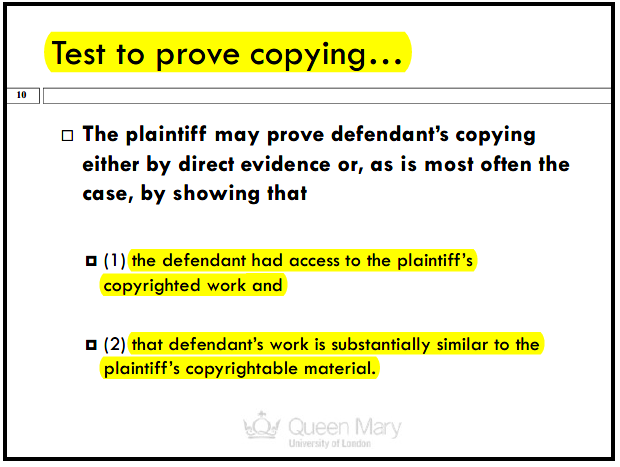 Test to prove copying…
10
The plaintiff may prove defendant’s copying
either by direct evidence or, as is most often the
case, by showing that
(1) the defendant had access to the plaintiff’s
copyrighted work and
(2) that defendant’s work is substantially similar to the
plaintiff’s copyrightable material.
Queen Mary
University of London